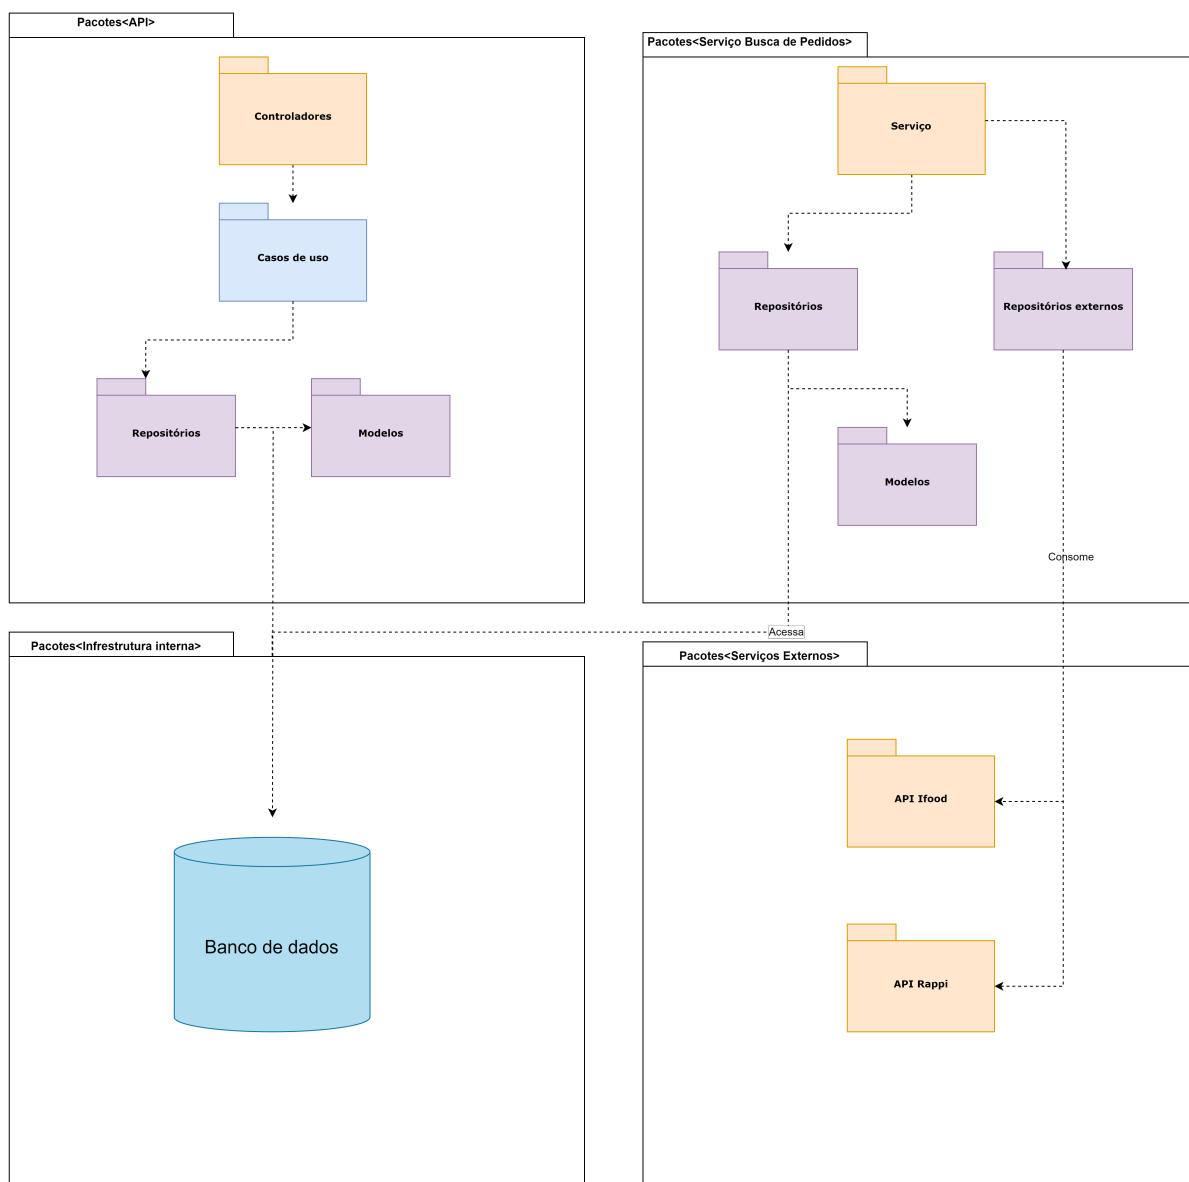 Pacotes<API>
Controladores
Casos de uso
Repositórios
Modelos
Pacotes<Serviço Busca de Pedidos>
Serviço
Repositórios
Repositórios externos
Modelos
Consome
Acessa
Pacotes<Infrestrutura interna>
Banco de dados
Pacotes<Serviços Externos>
API Ifood
API Rappi